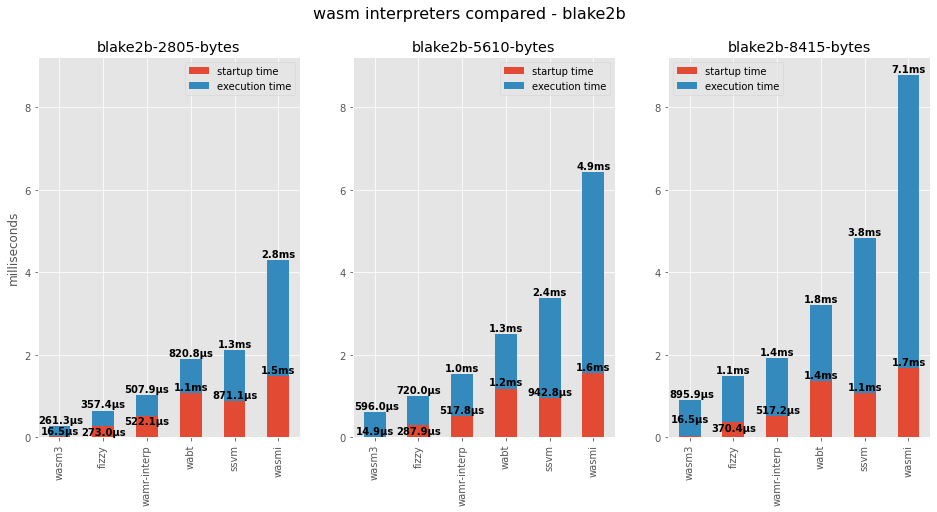 wasm interpreters compared - blake2b
blake2b-2805-bytes
startup time
execution time
milliseconds
8
6
4
2
0
261.3µs
16.5µs
357.4µs
273.0µs
507.9µs
522.1µs
820.8µs
1.1ms
1.3ms
871.1µs
2.8ms
1.5ms
wasm3
fizzy
wamr-interp
wabt
ssvm
wasmi
blake2b-5610-bytes
startup time
execution time
8
6
4
2
0
596.0µs
14.9µs
720.0µs
287.9µs
1.0ms
517.8µs
1.3ms
1.2ms
2.4ms
942.8µs
4.9ms
1.6ms
wasm3
fizzy
wamr-interp
wabt
ssvm
wasmi
blake2b-8415-bytes
startup time
execution time
8
6
4
2
0
895.9µs
16.5µs
1.1ms
370.4µs
1.4ms
517.2µs
1.8ms
1.4ms
3.8ms
1.1ms
7.1ms
1.7ms
wasm3
fizzy
wamr-interp
wabt
ssvm
wasmi